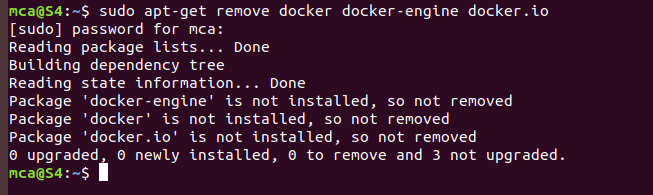 mca@S4:~$ sudo apt-get remove docker docker-engine docker.io
[sudo] password for mca:
Reading package lists... Done
Building dependency tree
Reading state information... Done
Package 'docker-engine' is not installed, so not removed
Package 'docker' is not installed, so not removed
Package 'docker.io' is not installed, so not removed
0 upgraded, 0 newly installed, 0 to remove and 3 not upgraded.
mca@S4:~$